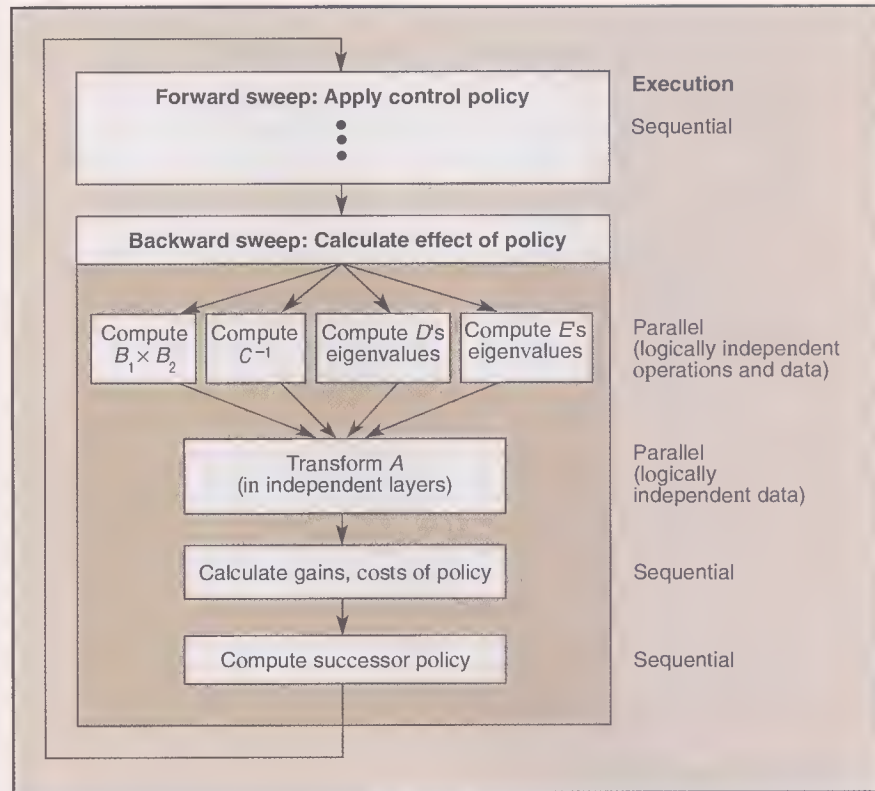 Execution
Forward sweep: Apply control policy
Sequential
Backward sweep: Calculate effect of policy
Compute
B₁ × B₂
Compute
C⁻¹
Compute D's
eigenvalues
Compute E's
eigenvalues
Parallel
(logically independent
operations and data)
Transform A
(in independent layers)
Parallel
(logically
independent data)
Calculate gains, costs of policy
Sequential
Compute successor policy
Sequential